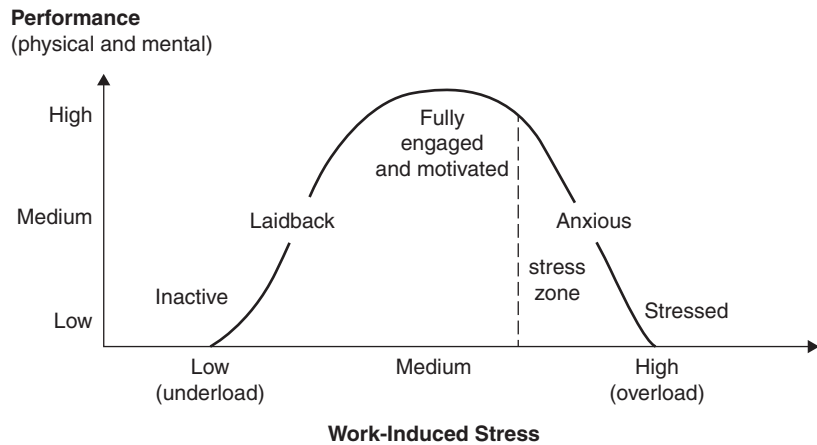 Performance
(physical and mental)
High
Fully
engaged
and motivated
Medium
Laidback
Anxious
stress
zone
Inactive
Stressed
Low
Low
(underload)
Medium
High
(overload)
Work-Induced Stress